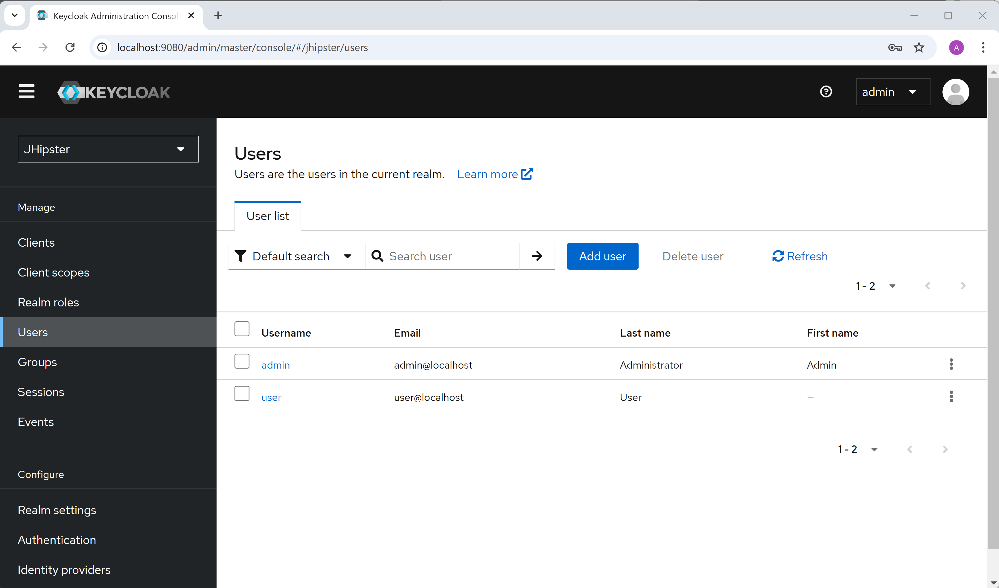 Keycloak Administration Consol
localhost:9080/admin/master/console/#/jhipster/users
A
KEYCLOAK
admin
JHipster
Manage
Clients
Client scopes
Realm roles
Users
Groups
Sessions
Events
Configure
Realm settings
Authentication
Identity providers
Users
Users are the users in the current realm. Learn more
User list
Default search Search user Add user Delete user Refresh
1 - 2
Username Email Last name First name
admin admin@localhost Administrator Admin
user user@localhost User –
1 - 2